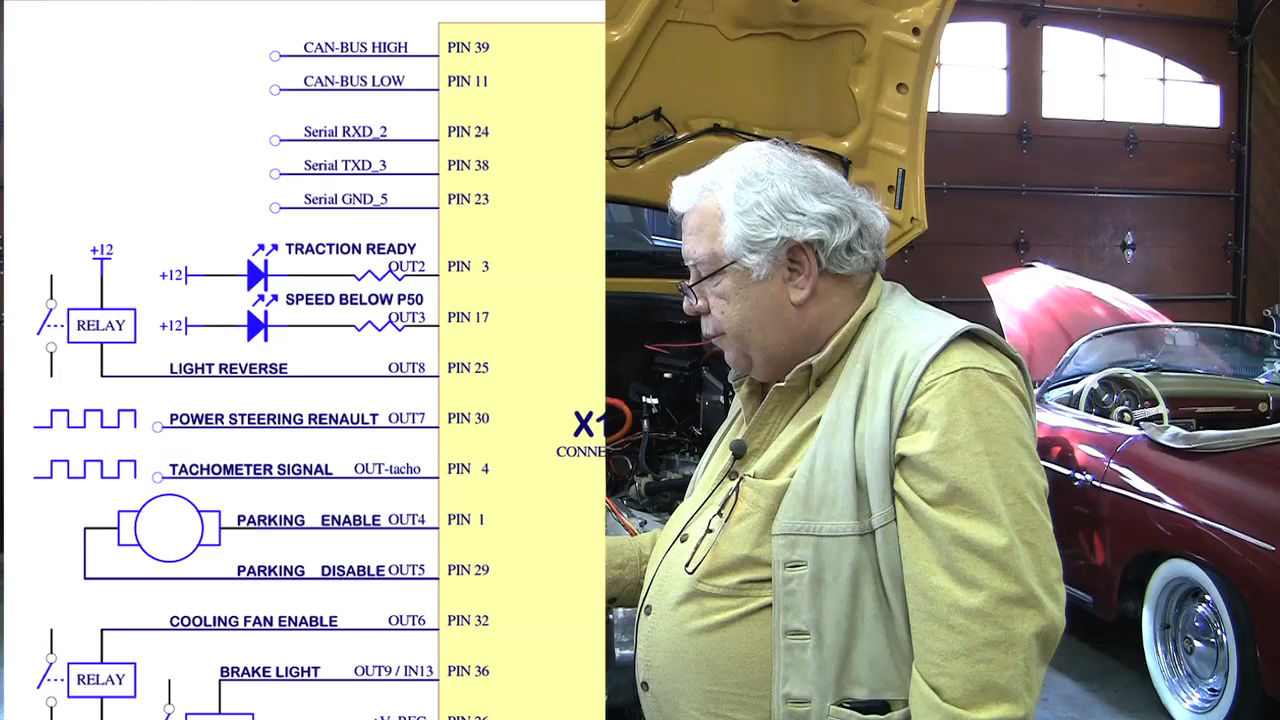 CAN-BUS HIGH PIN 39
CAN-BUS LOW PIN 11
Serial RXD_2 PIN 24
Serial TXD_3 PIN 38
Serial GND_5 PIN 23
+12 TRACTION READY
+12 OUT2 PIN 3
SPEED BELOW P50
RELAY +12 OUT3 PIN 17
LIGHT REVERSE OUT8 PIN 25
POWER STEERING RENAULT OUT7 PIN 30
X1
CONNE
TACHOMETER SIGNAL OUT-tacho PIN 4
PARKING ENABLE OUT4 PIN 1
PARKING DISABLE OUT5 PIN 29
COOLING FAN ENABLE OUT6 PIN 32
RELAY BRAKE LIGHT OUT9 / IN13 PIN 36